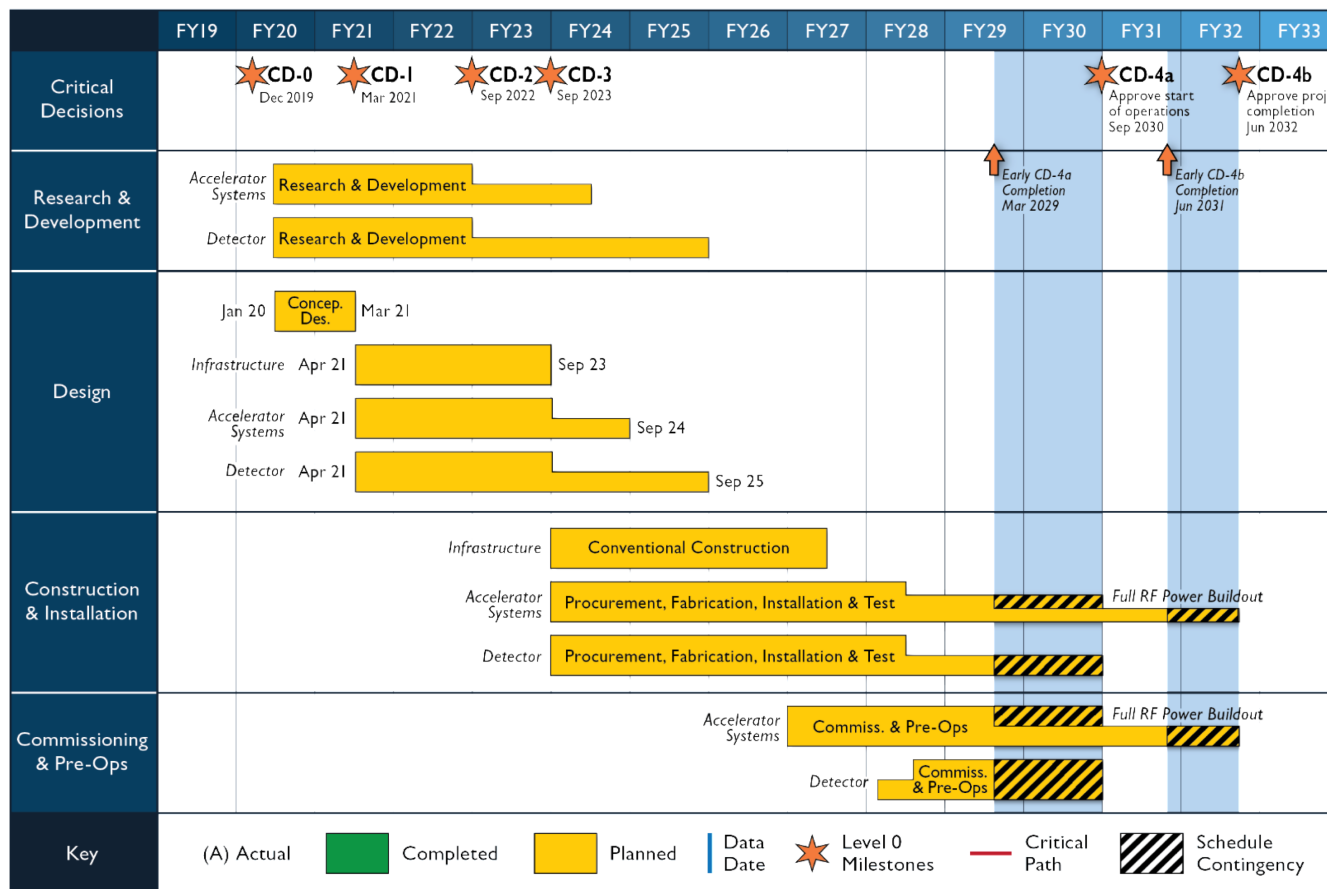 FY19 FY20 FY21 FY22 FY23 FY24 FY25 FY26 FY27 FY28 FY29 FY30 FY31 FY32 FY33
Critical
Decisions
CD-0
Dec 2019
CD-1
Mar 2021
CD-2
Sep 2022
CD-3
Sep 2023
CD-4a
Approve start
of operations
Sep 2030
CD-4b
Approve proj
completion
Jun 2032
Early CD-4a
Completion
Mar 2029
Early CD-4b
Completion
Jun 2031
Research &
Development
Accelerator
Systems
Research & Development
Detector
Research & Development
Design
Jan 20
Concep.
Des.
Mar 21
Infrastructure
Apr 21
Sep 23
Accelerator
Systems
Apr 21
Sep 24
Detector
Apr 21
Sep 25
Construction
& Installation
Infrastructure
Conventional Construction
Accelerator
Systems
Procurement, Fabrication, Installation & Test
Full RF Power Buildout
Detector
Procurement, Fabrication, Installation & Test
Commissioning
& Pre-Ops
Accelerator
Systems
Commiss. & Pre-Ops
Full RF Power Buildout
Detector
Commiss.
& Pre-Ops
Key
(A) Actual
Completed
Planned
Data
Date
Level 0
Milestones
Critical
Path
Schedule
Contingency